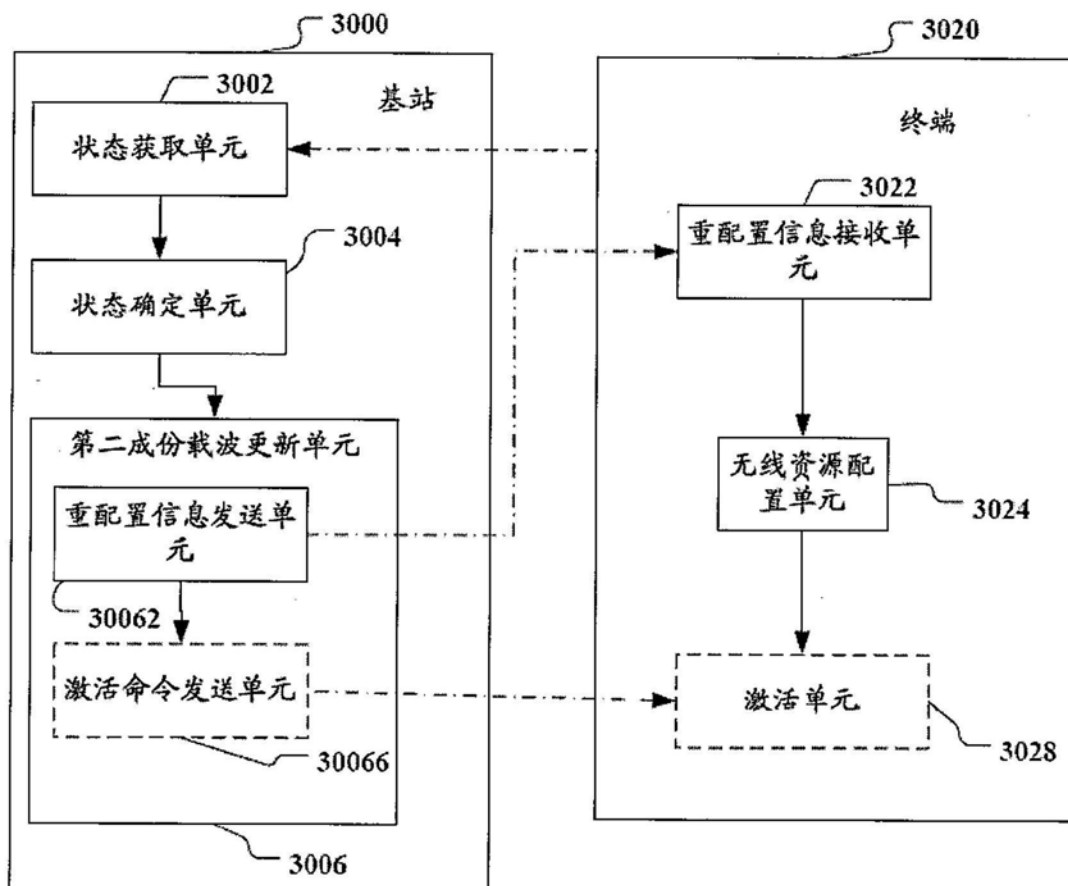 3000
3020
基站
终端
3002
状态获取单元
3022
重配置信息接收单
元
3004
状态确定单元
第二成份载波更新单元
无线资源配
置单元
3024
重配置信息发送单
元
30062
激活命令发送单元
激活单元
30066
3028
3006